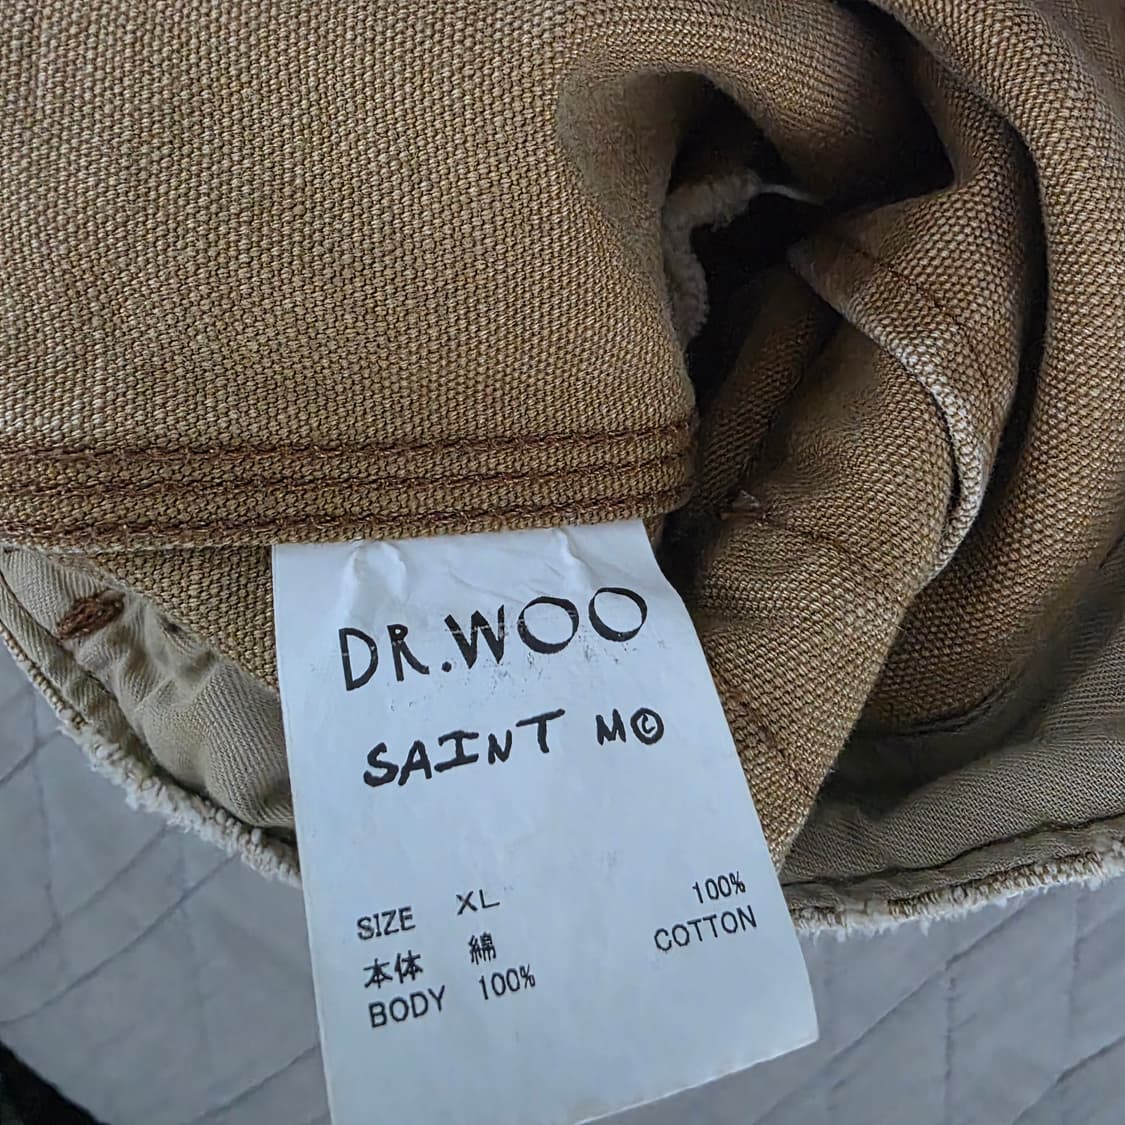 DR.WOO
SAINT M©
SIZE XL
本体 綿 100%
BODY 100% COTTON